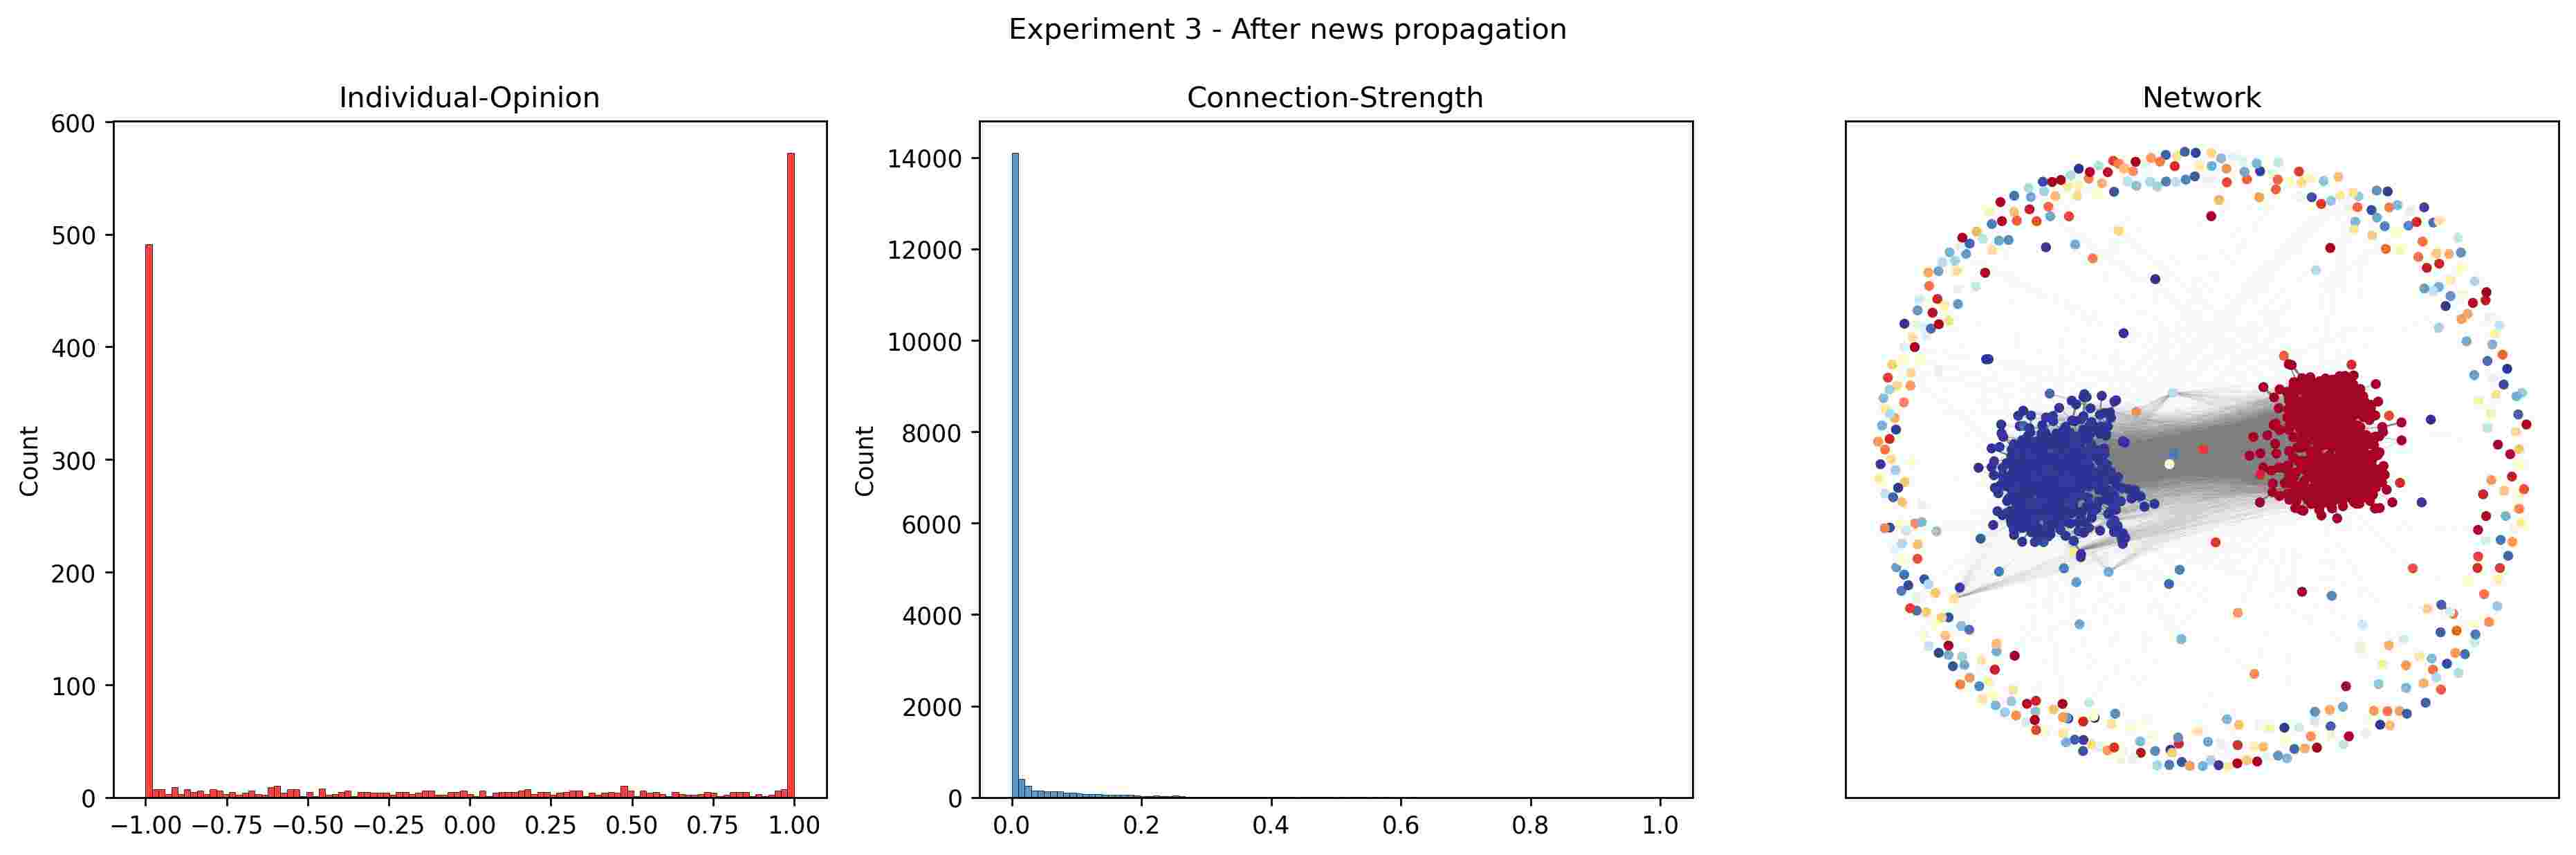 Experiment 3 - After news propagation
Individual-Opinion
Count
600
500
400
300
200
100
0
−1.00 −0.75 −0.50 −0.25 0.00 0.25 0.50 0.75 1.00
Connection-Strength
Count
14000
12000
10000
8000
6000
4000
2000
0
0.0 0.2 0.4 0.6 0.8 1.0
Network